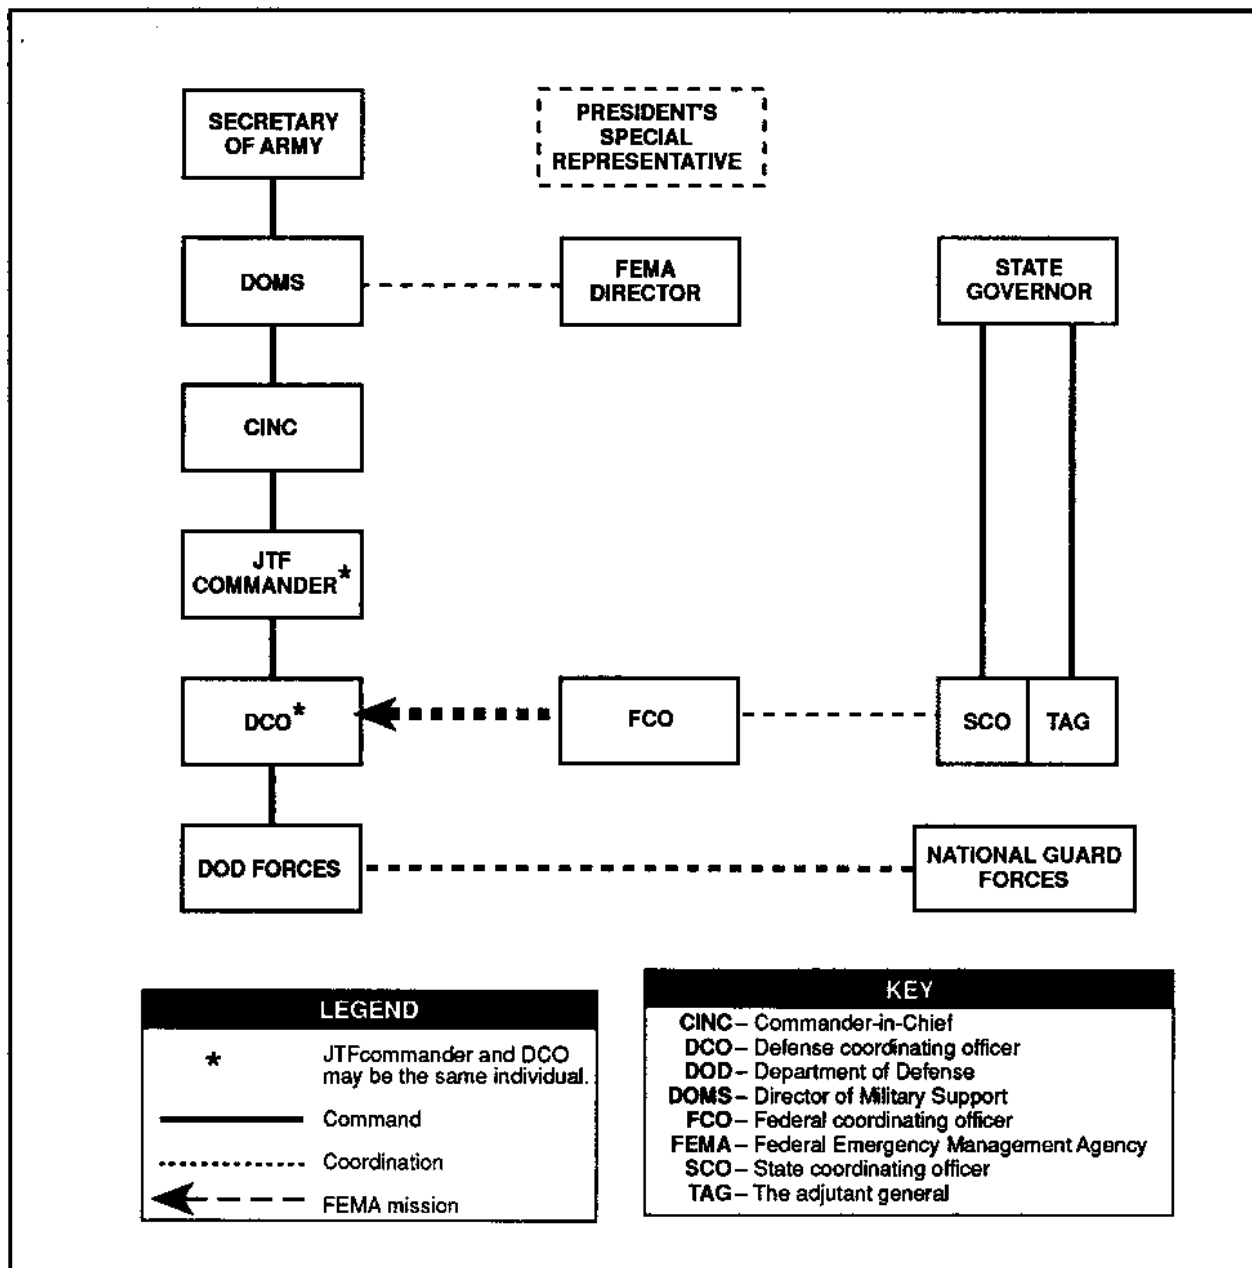 SECRETARY
OF ARMY
PRESIDENT'S
SPECIAL
REPRESENTATIVE
DOMS
FEMA
DIRECTOR
STATE
GOVERNOR
CINC
JTF
COMMANDER*
DCO*
FCO
SCO
TAG
DOD FORCES
NATIONAL GUARD
FORCES
LEGEND
* JTFcommander and DCO
may be the same individual.
Command
Coordination
FEMA mission
KEY
CINC – Commander-in-Chief
DCO – Defense coordinating officer
DOD – Department of Defense
DOMS – Director of Military Support
FCO – Federal coordinating officer
FEMA – Federal Emergency Management Agency
SCO – State coordinating officer
TAG – The adjutant general